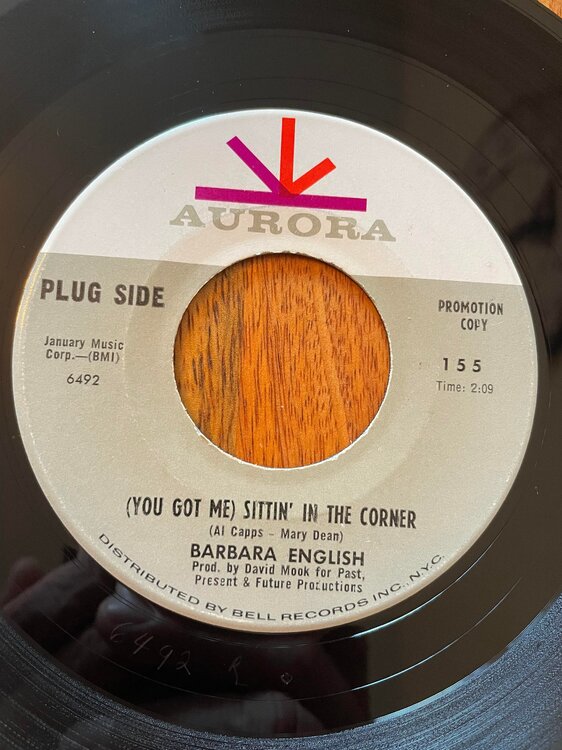 AURORA
PLUG SIDE
PROMOTION
COPY
January Music
Corp.—(BMI)
6492
155
Time: 2:09
(YOU GOT ME) SITTIN' IN THE CORNER
(Al Capps - Mary Dean)
BARBARA ENGLISH
Prod. by David Mook for Past,
Present & Future Productions
DISTRIBUTED BY BELL RECORDS INC. N.Y.C.
6492 R